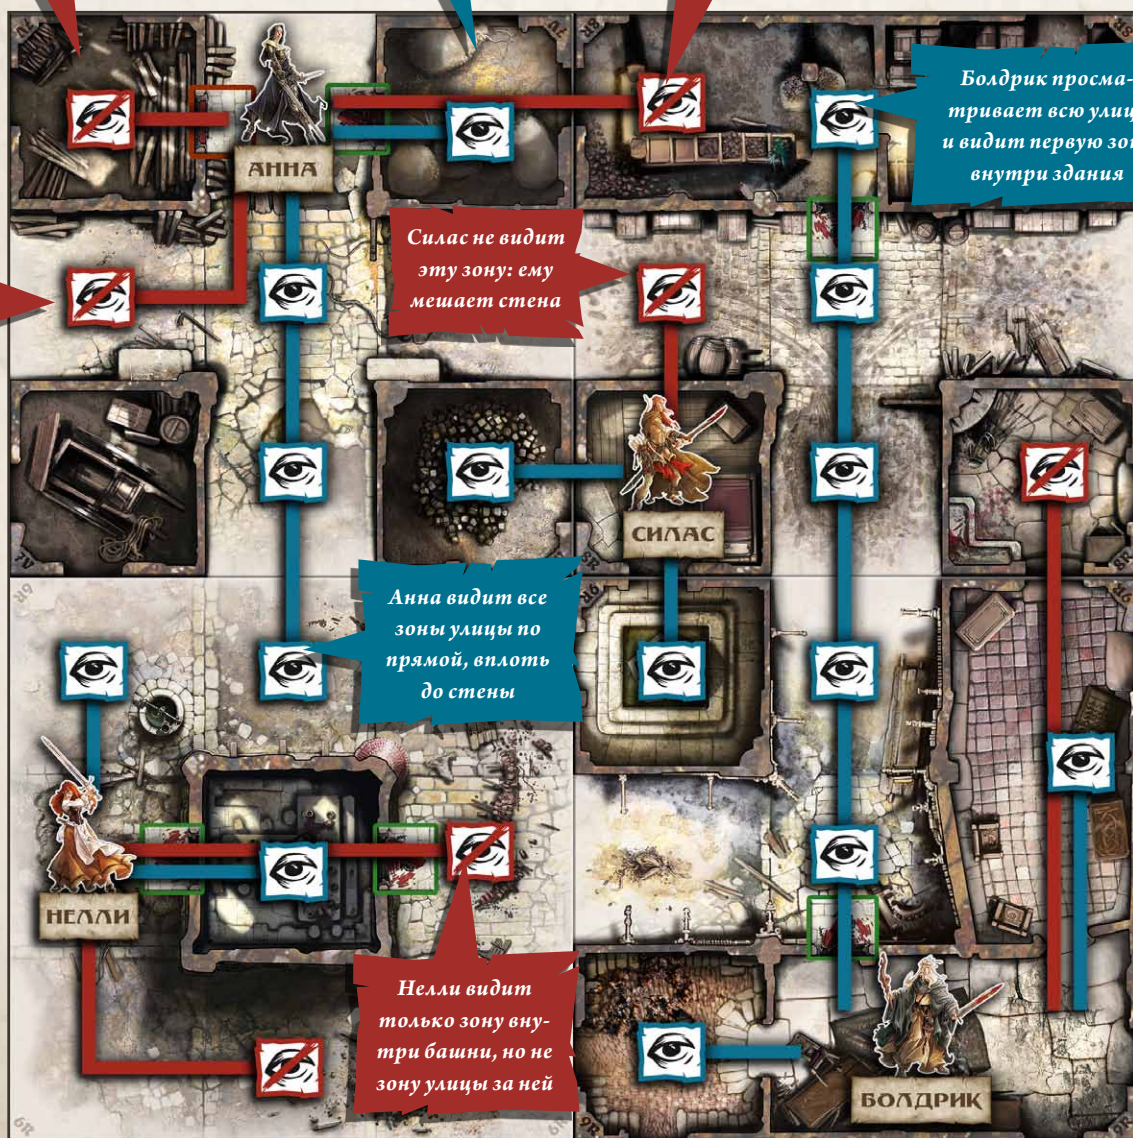 Болдрик просма-
тривает всю улиц
и видит первую зон
внутри здания
АННА
Силас не видит
эту зону: ему
мешает стена
СИЛАС
Анна видит все
зоны улицы по
прямой, вплоть
до стены
НЕЛЛИ
Нелли видит
только зону вну-
три башни, но не
зону улицы за ней
БОЛДРИК